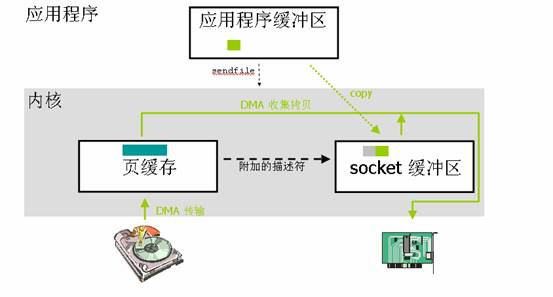 应用程序
应用程序缓冲区
sendfile
copy
内核
DMA 收集拷贝
页缓存
附加的描述符
socket 缓冲区
DMA 传输